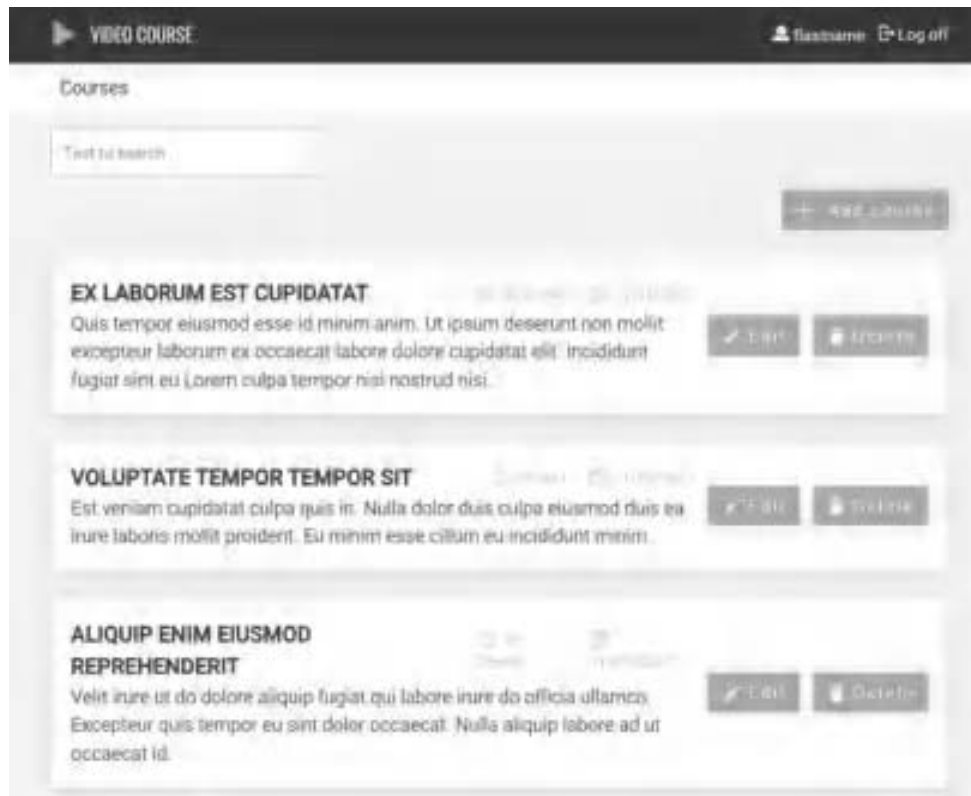 VIDEO COURSE
Log off
Courses
Text to search
EX LABORUM EST CUPIDATAT
Quis tempor eiusmod esse id minim anim. Ut ipsum deserunt non mollit
excepteur laborum ex occaecat labore dolore cupidatat elit. Incididunt
fugiat sint eu Lorem culpa tempor nisi nostrud nisi.
Edit Delete
VOLUPTATE TEMPOR TEMPOR SIT
Est veniam cupidatat culpa quis in. Nulla dolor duis culpa eiusmod duis ea
irure laboris mollit proident. Eu minim esse cillum eu incididunt minim.
Edit Delete
ALIQUIP ENIM EIUSMOD
REPREHENDERIT
Velit irure ut do dolore aliquip fugiat qui labore irure do officia ullamco.
Excepteur quis tempor eu sint dolor occaecat. Nulla aliquip labore ad ut
occaecat id.
Edit Delete